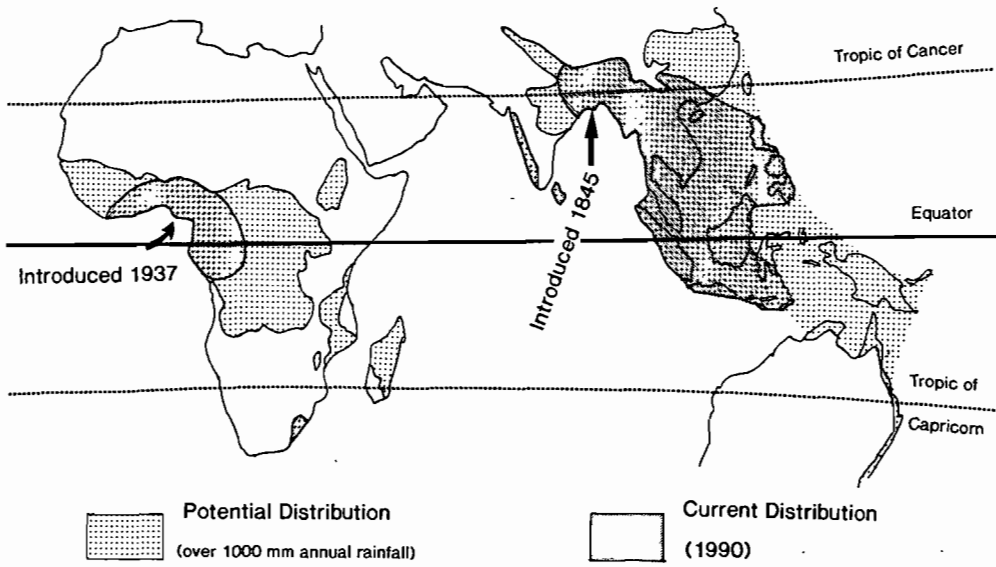 Tropic of Cancer
Equator
Introduced 1937
Introduced 1845
Tropic of
Capricorn
Potential Distribution
(over 1000 mm annual rainfall)
Current Distribution
(1990)